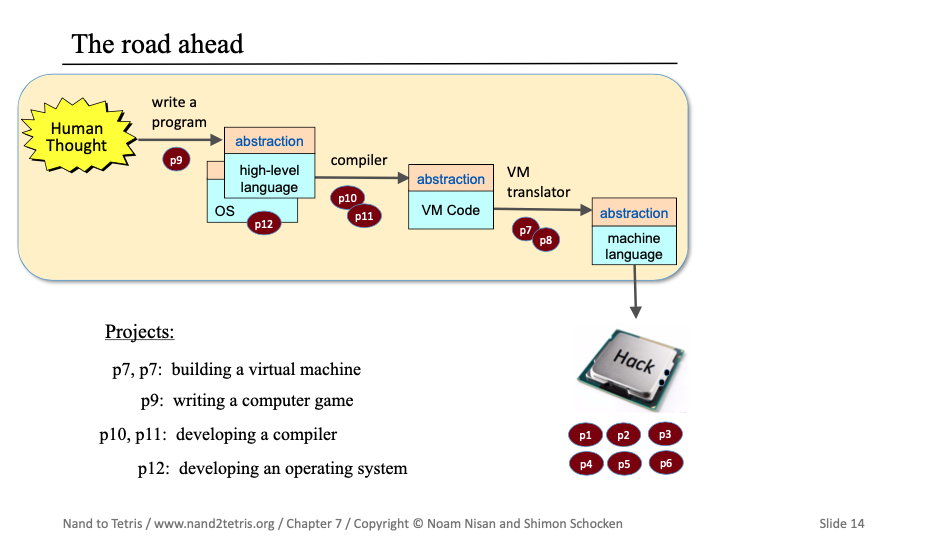 The road ahead
Human
Thought
write a
program
p9
abstraction
high-level
language
OS
p12
compiler
p10
p11
abstraction
VM Code
VM
translator
p7
p8
abstraction
machine
language
Hack
p1 p2 p3
p4 p5 p6
Projects:
p7, p7: building a virtual machine
p9: writing a computer game
p10, p11: developing a compiler
p12: developing an operating system
Nand to Tetris / www.nand2tetris.org / Chapter 7 / Copyright © Noam Nisan and Shimon Schocken
Slide 14